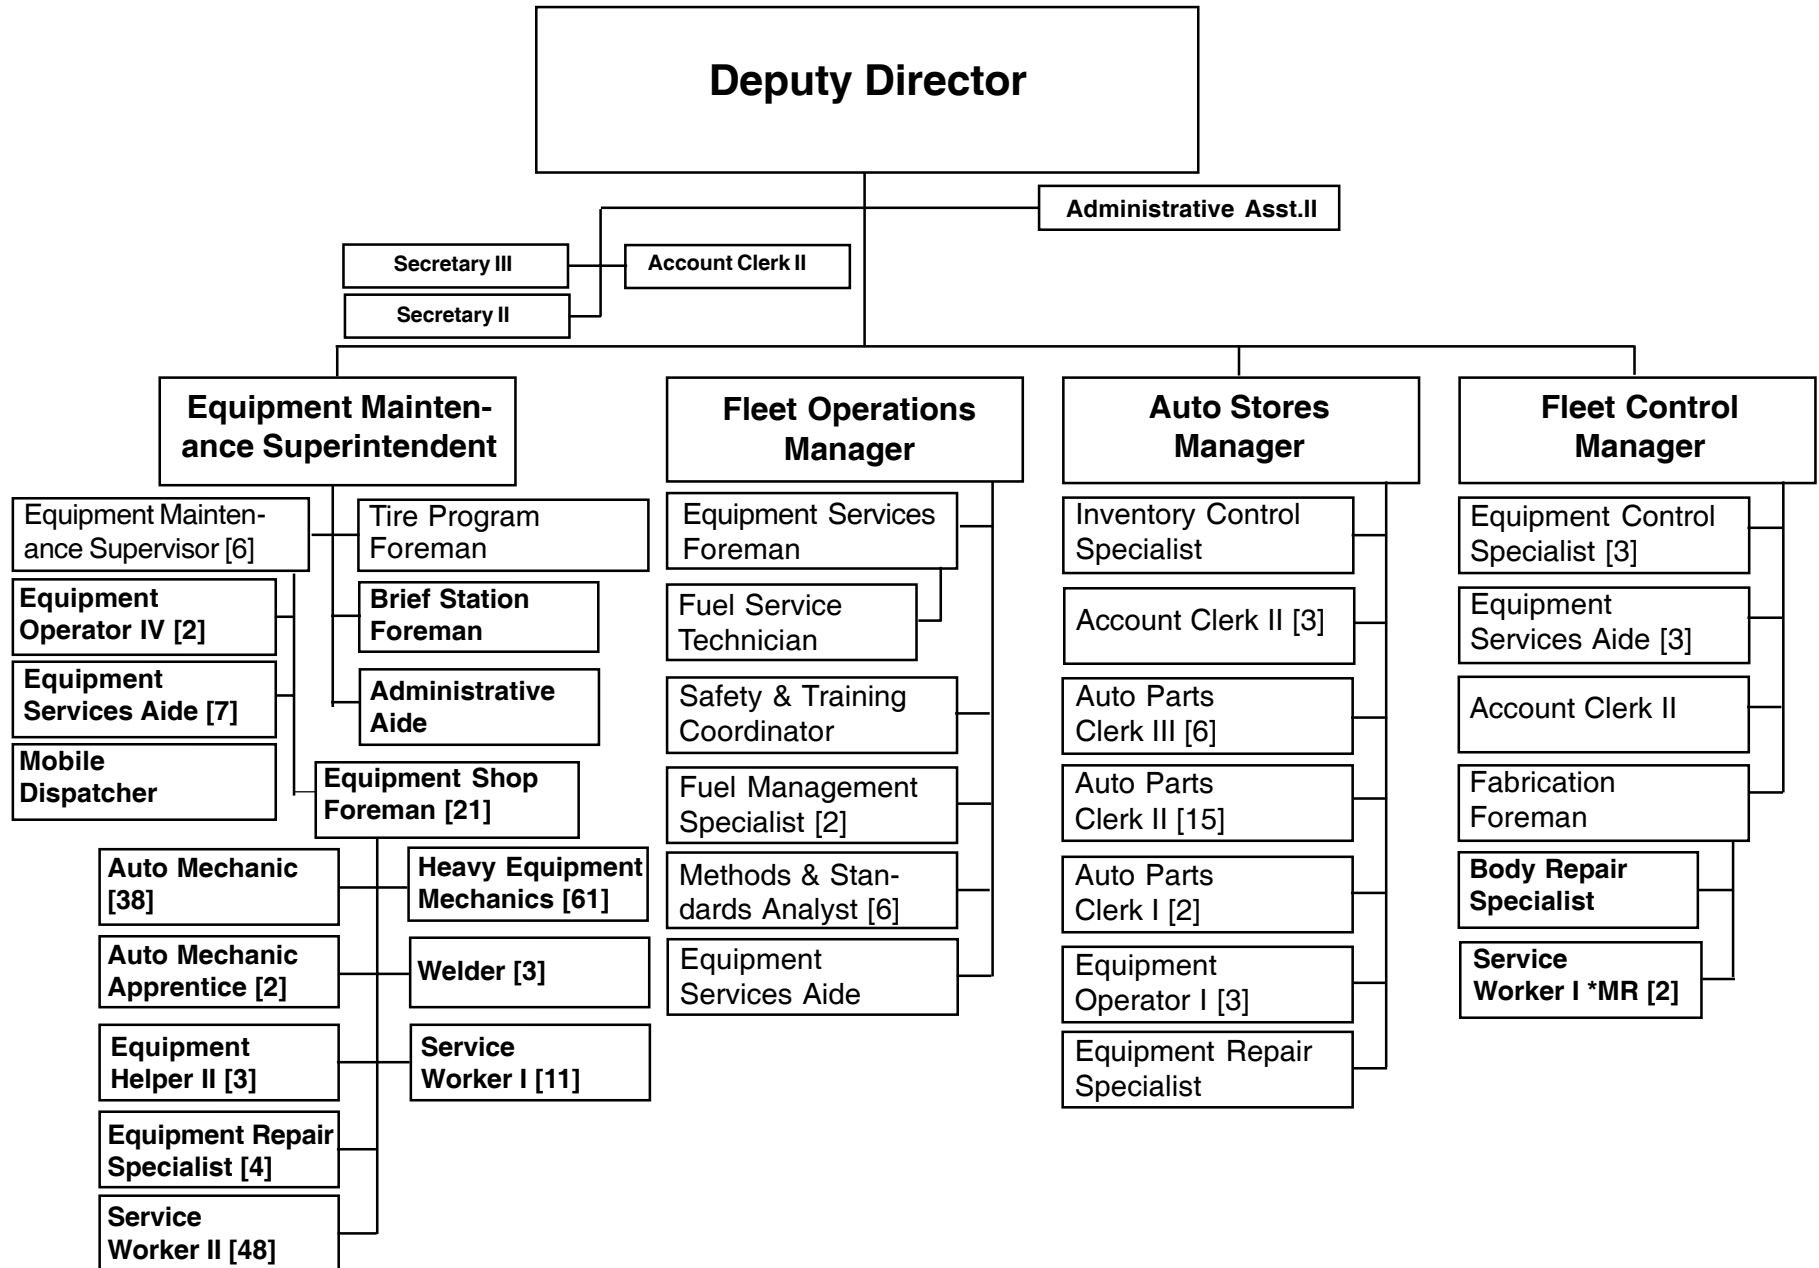 Deputy Director
Administrative Asst.II
Secretary III
Account Clerk II
Secretary II
Equipment Mainten-
ance Superintendent
Equipment Mainten-
ance Supervisor [6]
Tire Program
Foreman
Equipment
Operator IV [2]
Brief Station
Foreman
Equipment
Services Aide [7]
Administrative
Aide
Mobile
Dispatcher
Equipment Shop
Foreman [21]
Auto Mechanic
[38]
Heavy Equipment
Mechanics [61]
Auto Mechanic
Apprentice [2]
Welder [3]
Equipment
Helper II [3]
Service
Worker I [11]
Equipment Repair
Specialist [4]
Service
Worker II [48]
Fleet Operations
Manager
Equipment Services
Foreman
Fuel Service
Technician
Safety & Training
Coordinator
Fuel Management
Specialist [2]
Methods & Stan-
dards Analyst [6]
Equipment
Services Aide
Auto Stores
Manager
Inventory Control
Specialist
Account Clerk II [3]
Auto Parts
Clerk III [6]
Auto Parts
Clerk II [15]
Auto Parts
Clerk I [2]
Equipment
Operator I [3]
Equipment Repair
Specialist
Fleet Control
Manager
Equipment Control
Specialist [3]
Equipment
Services Aide [3]
Account Clerk II
Fabrication
Foreman
Body Repair
Specialist
Service
Worker I *MR [2]